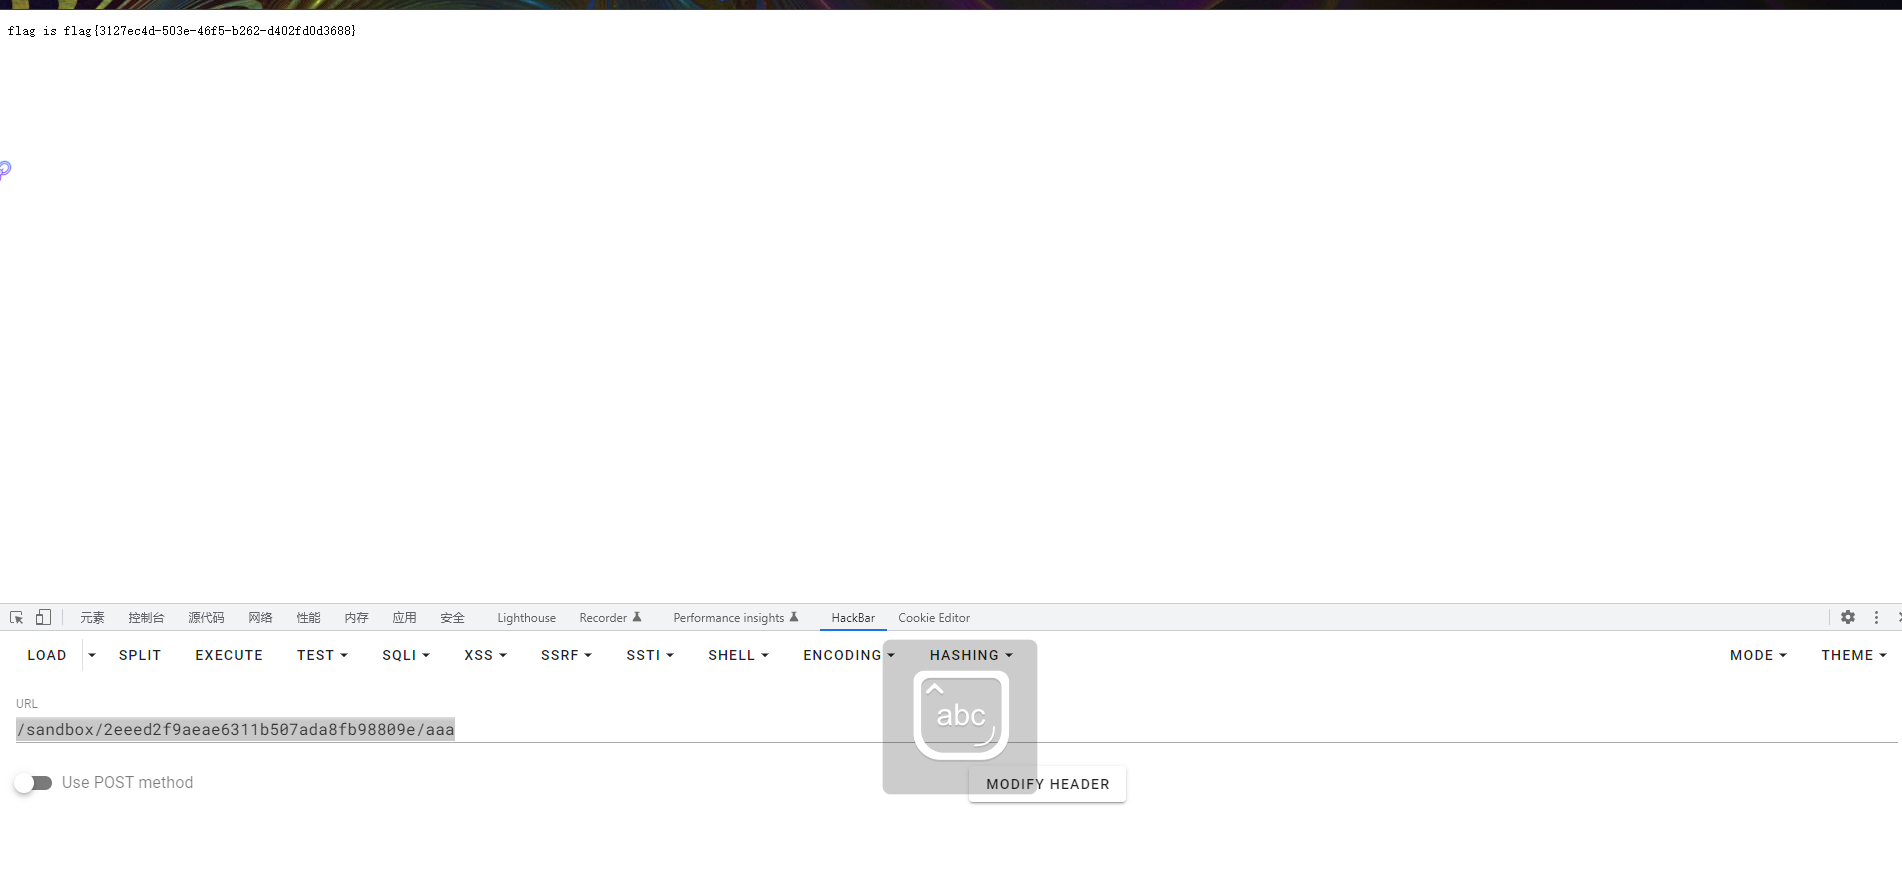 flag is flag{3127ec4d-503e-46f5-b262-d402fd0d3688}
元素 控制台 源代码 网络 性能 内存 应用 安全 Lighthouse Recorder Performance insights HackBar Cookie Editor
LOAD SPLIT EXECUTE TEST SQLI XSS SSRF SSTI SHELL ENCODING HASHING MODE THEME
URL
/sandbox/2eeed2f9aeae6311b507ada8fb98809e/aaa
abc
Use POST method
MODIFY HEADER